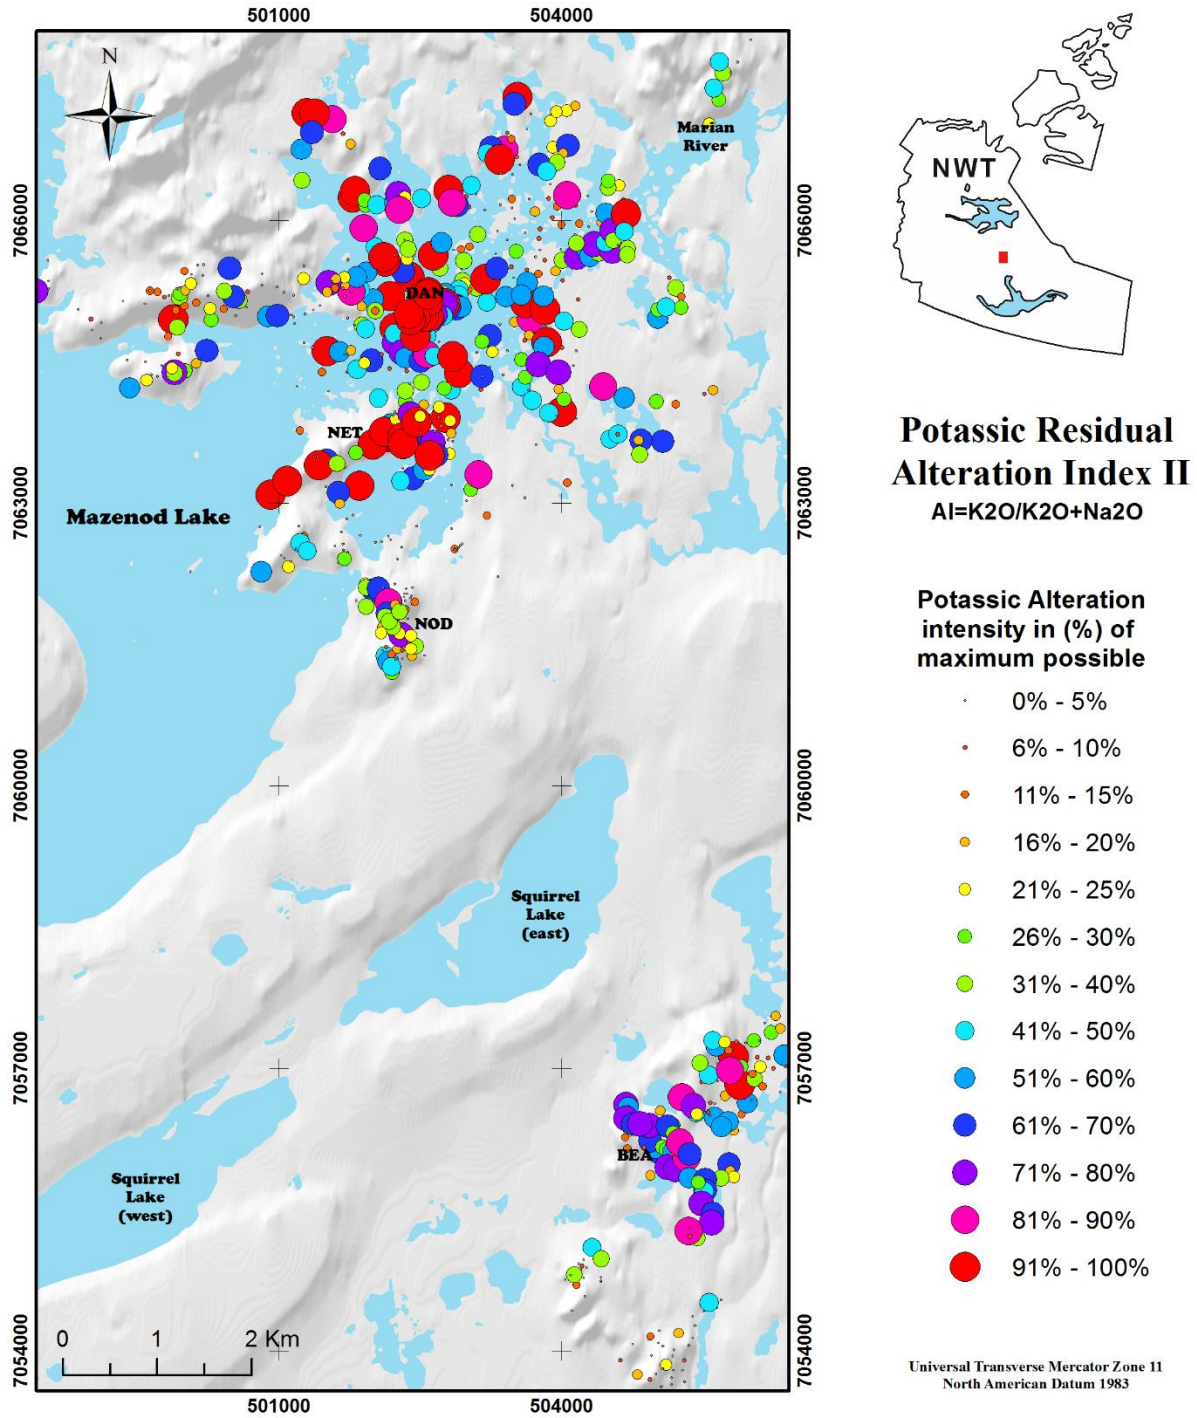 501000
504000
N
Marian
River
7066000
7066000
DAN
NET
7063000
7063000
Mazenod Lake
NOD
7060000
7060000
Squirrel
Lake
(east)
7057000
7057000
BEA
Squirrel
Lake
(west)
0 1 2 Km
7054000
7054000
501000
504000
NWT
Potassic Residual
Alteration Index II
AI=K2O/K2O+Na2O
Potassic Alteration
intensity in (%) of
maximum possible
0% - 5%
6% - 10%
11% - 15%
16% - 20%
21% - 25%
26% - 30%
31% - 40%
41% - 50%
51% - 60%
61% - 70%
71% - 80%
81% - 90%
91% - 100%
Universal Transverse Mercator Zone 11
North American Datum 1983